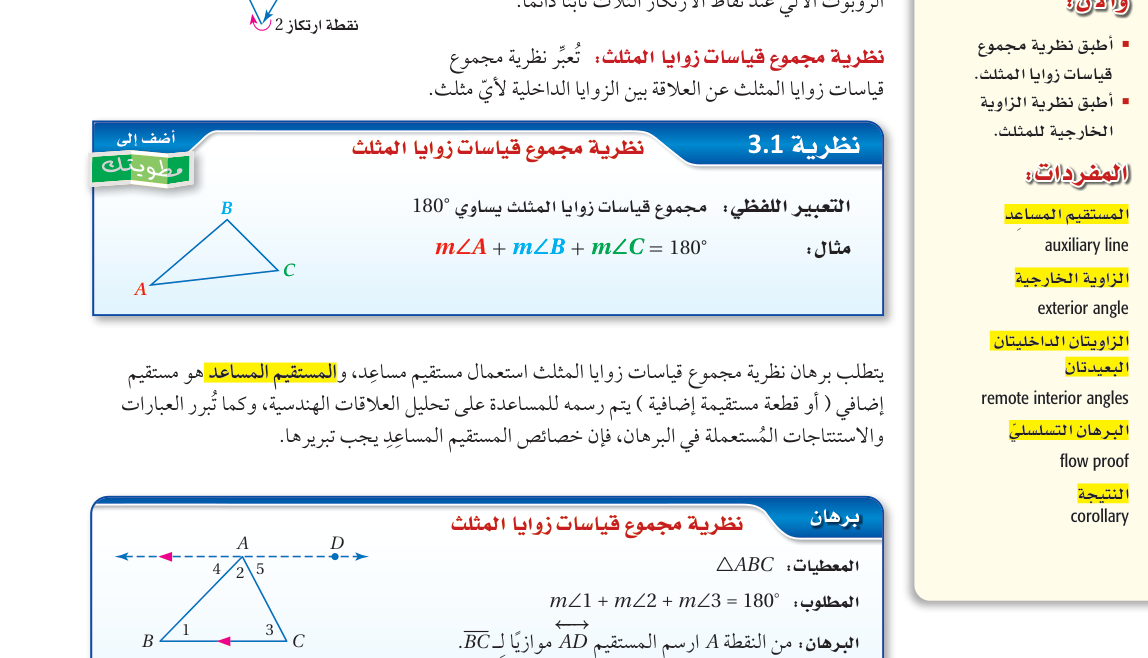 الروبوت الآلي عند نقاط الارتكاز الثلاث ثابتًا دائمًا.
نقطة ارتكاز 2
نظرية مجموع قياسات زوايا المثلث: تُعبِّر نظرية مجموع
قياسات زوايا المثلث عن العلاقة بين الزوايا الداخلية لأيّ مثلث.
نظرية 3.1
نظرية مجموع قياسات زوايا المثلث
أضف إلى
مطويتك
التعبير اللفظي: مجموع قياسات زوايا المثلث يساوي 180°
مثال: m∠A + m∠B + m∠C = 180°
B
C
A
يتطلب برهان نظرية مجموع قياسات زوايا المثلث استعمال مستقيم مساعِد، والمستقيم المساعد هو مستقيم
إضافي ( أو قطعة مستقيمة إضافية ) يتم رسمه للمساعدة على تحليل العلاقات الهندسية، وكما تُبرر العبارات
والاستنتاجات المُستعملة في البرهان، فإن خصائص المستقيم المساعِدِ يجب تبريرها.
برهان
نظرية مجموع قياسات زوايا المثلث
المعطيات: △ABC
المطلوب: m∠1 + m∠2 + m∠3 = 180°
البرهان: من النقطة A ارسم المستقيم AD موازيًا لِـ BC.
A D
4 2 5
1 3
B C
والآن:
▪ أطبق نظرية مجموع
قياسات زوايا المثلث.
▪ أطبق نظرية الزاوية
الخارجية للمثلث.
المفردات:
المستقيم المساعِد
auxiliary line
الزاوية الخارجية
exterior angle
الزاويتان الداخليتان
البعيدتان
remote interior angles
البرهان التسلسليّ
flow proof
النتيجة
corollary